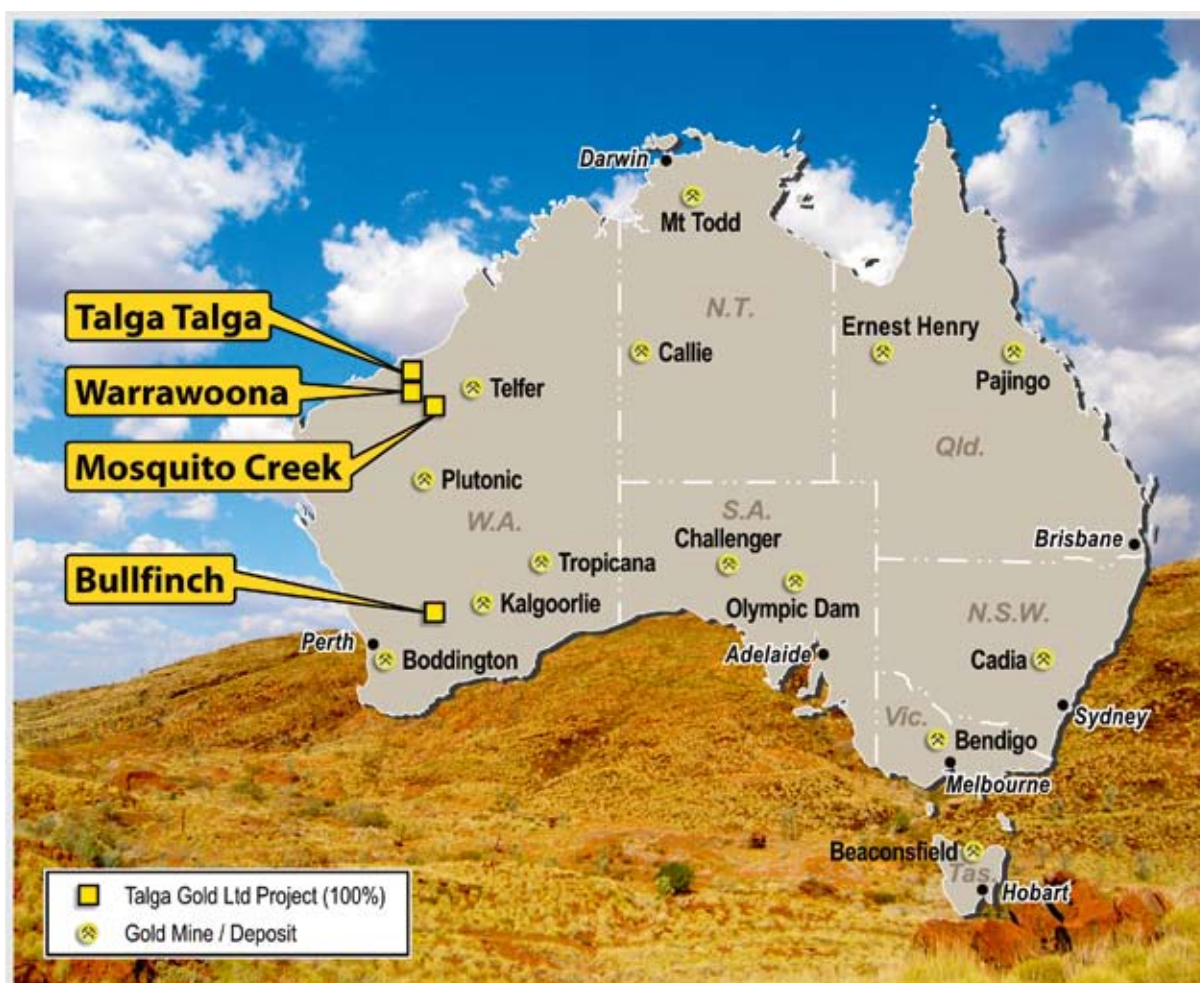 Darwin
Mt Todd
N.T.
Talga Talga
Warrawoona
Mosquito Creek
Bullfinch
Telfer
Callie
Ernest Henry
Pajingo
Qld.
Plutonic
W.A.
S.A.
Challenger
Tropicana
Kalgoorlie
Olympic Dam
Brisbane
N.S.W.
Perth
Boddington
Adelaide
Cadia
Sydney
Vic.
Bendigo
Melbourne
Beaconsfield
Tas.
Hobart
Talga Gold Ltd Project (100%)
Gold Mine / Deposit